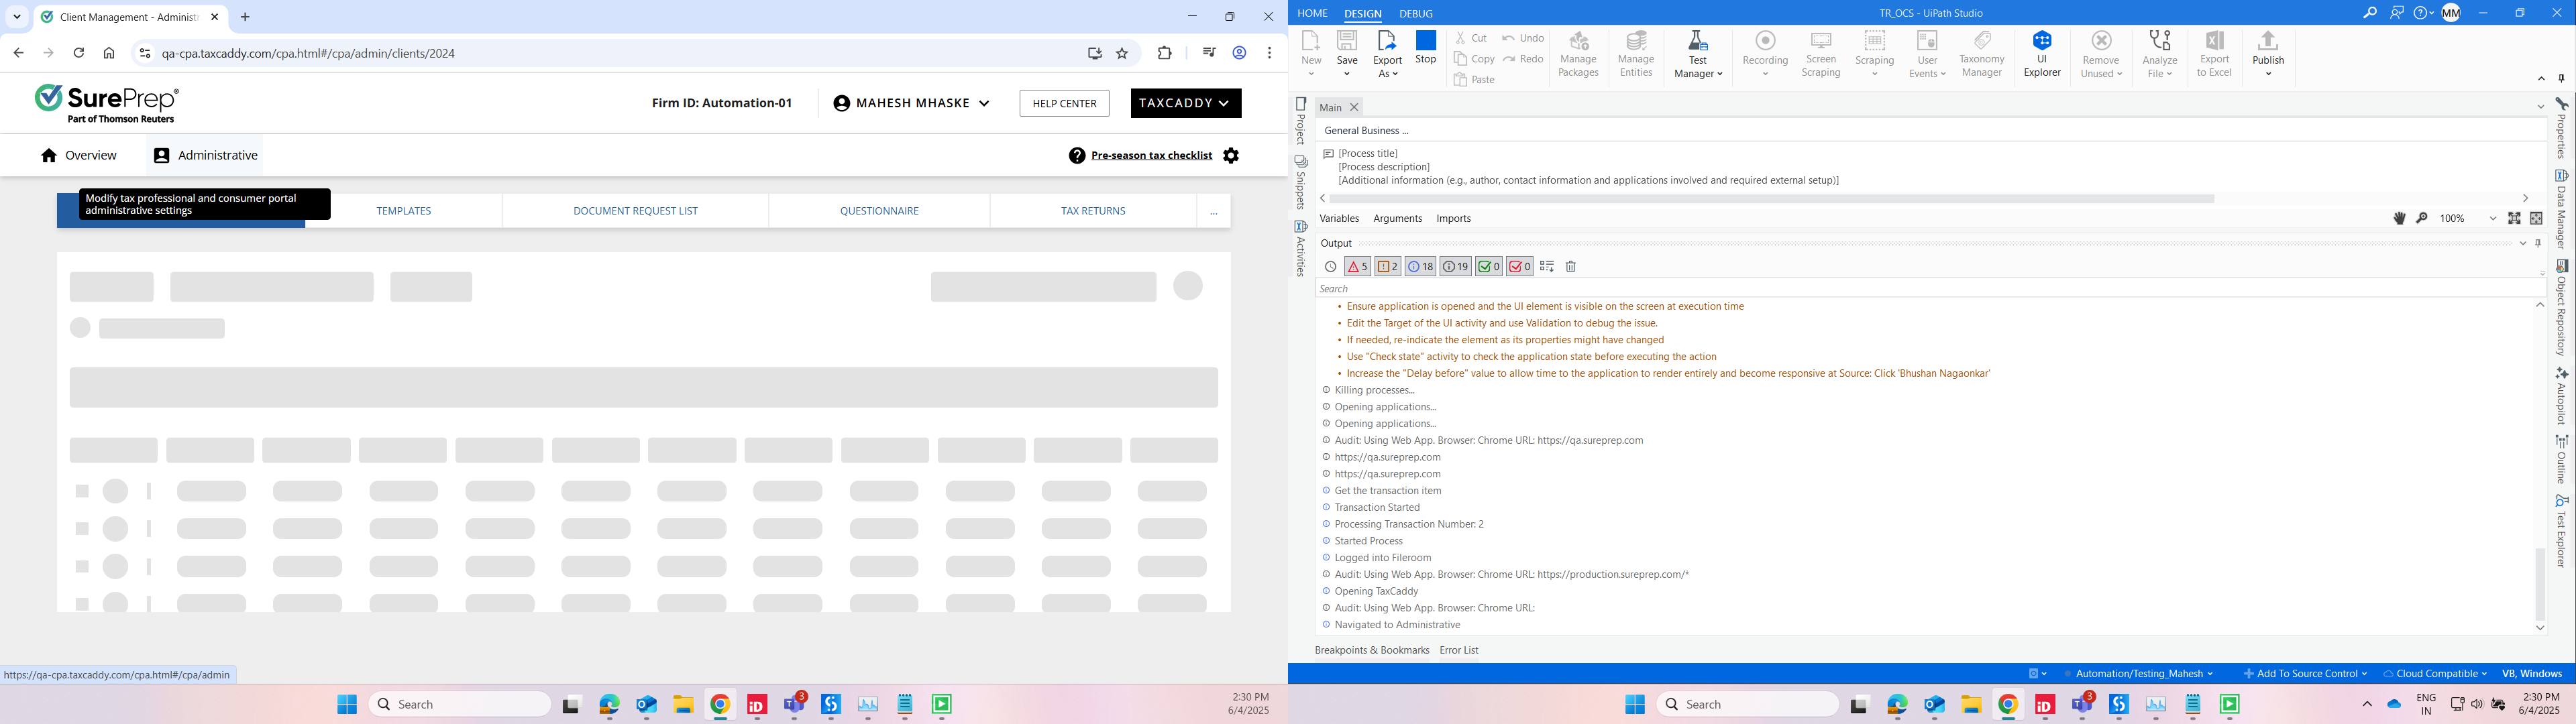 Client Management - Administ
qa-cpa.taxcaddy.com/cpa.html#/cpa/admin/clients/2024
SurePrep®
Part of Thomson Reuters
Firm ID: Automation-01
MAHESH MHASKE
HELP CENTER
TAXCADDY
Overview
Administrative
Pre-season tax checklist
Modify tax professional and consumer portal
administrative settings
TEMPLATES
DOCUMENT REQUEST LIST
QUESTIONNAIRE
TAX RETURNS
...
https://qa-cpa.taxcaddy.com/cpa.html#/cpa/admin
Search
3
2:30 PM
6/4/2025
HOME
DESIGN
DEBUG
TR_OCS - UiPath Studio
MM
New
Save
Export
As
Stop
Cut
Copy
Paste
Undo
Redo
Manage
Packages
Manage
Entities
Test
Manager
Recording
Screen
Scraping
Scraping
User
Events
Taxonomy
Manager
UI
Explorer
Remove
Unused
Analyze
File
Export
to Excel
Publish
Project
Snippets
Activities
Main
General Business ...
[Process title]
[Process description]
[Additional information (e.g., author, contact information and applications involved and required external setup)]
Variables
Arguments
Imports
100%
Output
5
2
18
19
0
0
Search
• Ensure application is opened and the UI element is visible on the screen at execution time
• Edit the Target of the UI activity and use Validation to debug the issue.
• If needed, re-indicate the element as its properties might have changed
• Use "Check state" activity to check the application state before executing the action
• Increase the "Delay before" value to allow time to the application to render entirely and become responsive at Source: Click 'Bhushan Nagaonkar'
Killing processes...
Opening applications...
Opening applications...
Audit: Using Web App. Browser: Chrome URL: https://qa.sureprep.com
https://qa.sureprep.com
https://qa.sureprep.com
Get the transaction item
Transaction Started
Processing Transaction Number: 2
Started Process
Logged into Fileroom
Audit: Using Web App. Browser: Chrome URL: https://production.sureprep.com/*
Opening TaxCaddy
Audit: Using Web App. Browser: Chrome URL:
Navigated to Administrative
Breakpoints & Bookmarks
Error List
Properties
Data Manager
Object Repository
Autopilot
Outline
Test Explorer
Automation/Testing_Mahesh
Add To Source Control
Cloud Compatible
VB, Windows
Search
3
ENG
IN
2:30 PM
6/4/2025